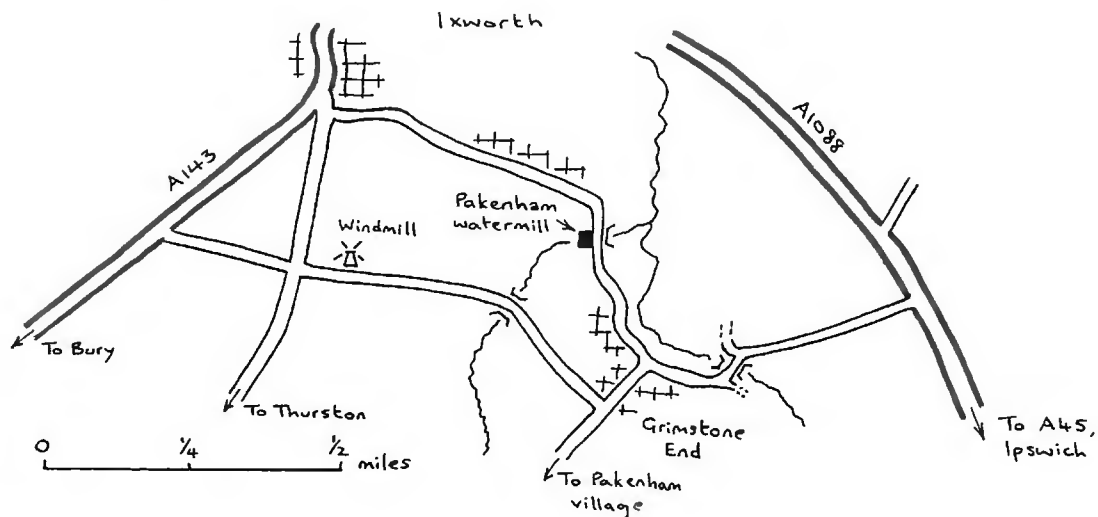 Ixworth
A1088
A143
Pakenham
watermill
Windmill
To Bury
To Thurston
Grimstone
End
To A45,
Ipswich
0 1/4 1/2
miles
To Pakenham
village